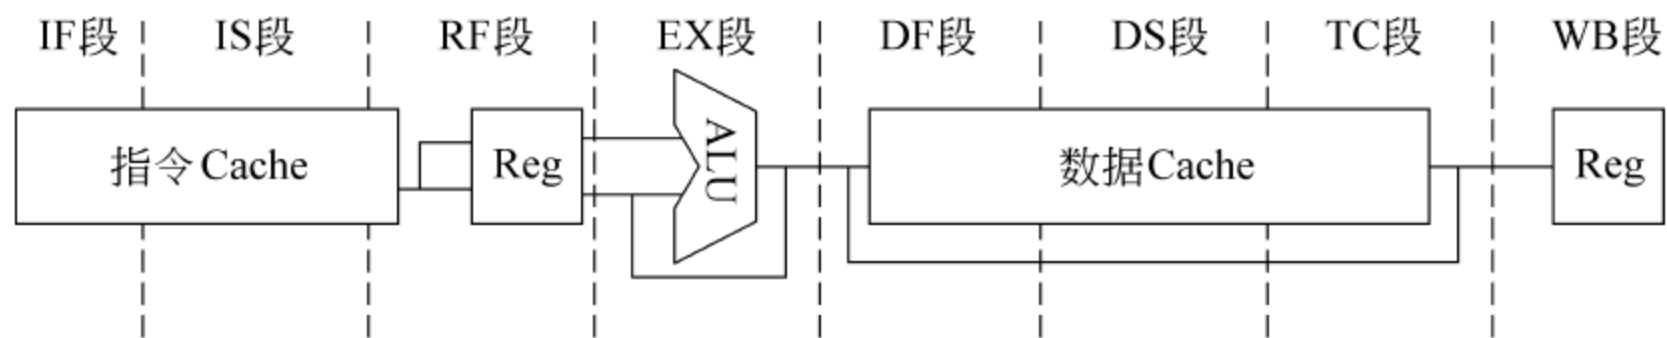 IF段 IS段 RF段 EX段 DF段 DS段 TC段 WB段
指令Cache Reg ALU 数据Cache Reg